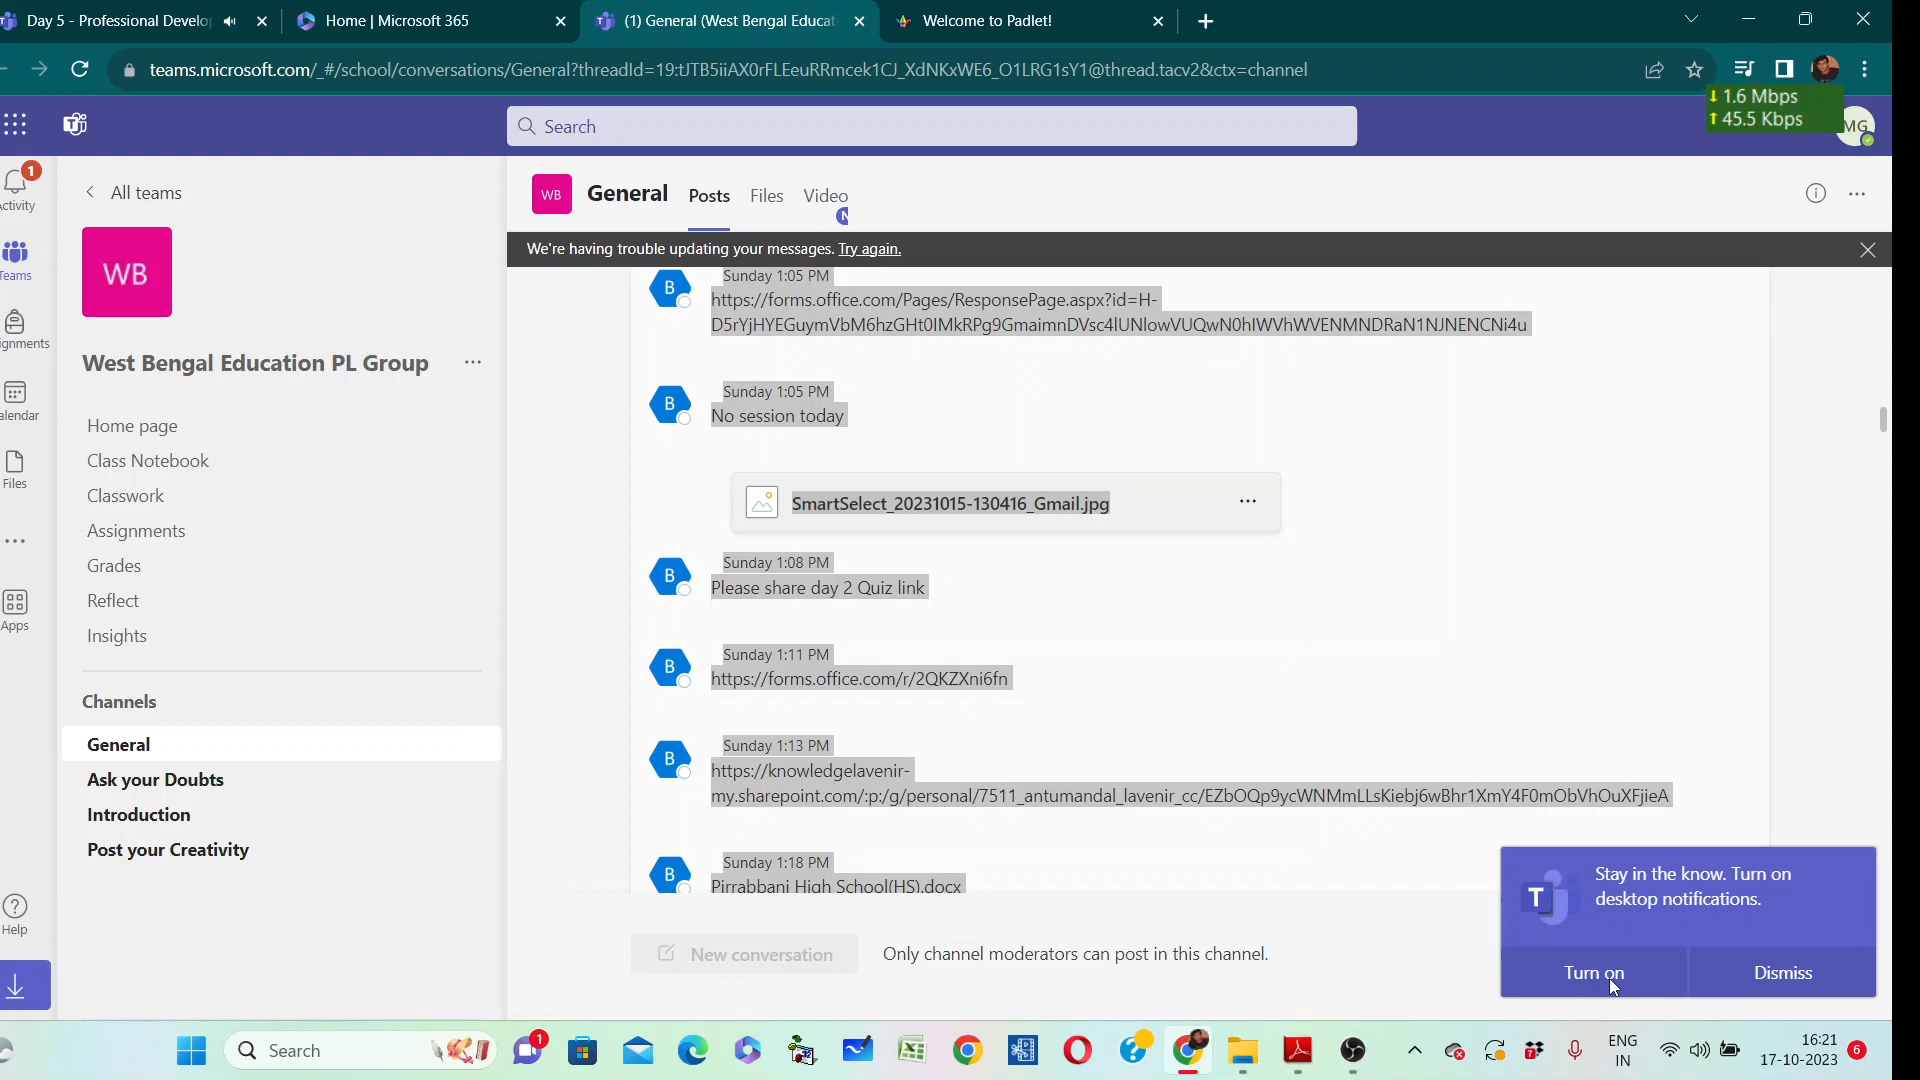 Day 5 - Professional Develo
Home | Microsoft 365
(1) General (West Bengal Educat
Welcome to Padlet!
teams.microsoft.com/_#/school/conversations/General?threadId=19:tJTB5iiAX0rFLEeuRRmcek1CJ_XdNKxWE6_O1LRG1sY1@thread.tacv2&ctx=channel
1.6 Mbps
45.5 Kbps
Search
MG
1
ctivity
Teams
ignments
alendar
Files
Apps
Help
All teams
WB
West Bengal Education PL Group
Home page
Class Notebook
Classwork
Assignments
Grades
Reflect
Insights
Channels
General
Ask your Doubts
Introduction
Post your Creativity
WB
General
Posts
Files
Video
N
We're having trouble updating your messages. Try again.
B
Sunday 1:05 PM
https://forms.office.com/Pages/ResponsePage.aspx?id=H-
D5rYjHYEGuymVbM6hzGHt0IMkRPg9GmaimnDVsc4lUNlowVUQwN0hIWVhWVENMNDRaN1NJNENCNi4u
B
Sunday 1:05 PM
No session today
SmartSelect_20231015-130416_Gmail.jpg
B
Sunday 1:08 PM
Please share day 2 Quiz link
B
Sunday 1:11 PM
https://forms.office.com/r/2QKZXni6fn
B
Sunday 1:13 PM
https://knowledgelavenir-
my.sharepoint.com/:p:/g/personal/7511_antumandal_lavenir_cc/EZbOQp9ycWNMmLLsKiebj6wBhr1XmY4F0mObVhOuXFjieA
B
Sunday 1:18 PM
Pirrabbani High School(HS).docx
New conversation
Only channel moderators can post in this channel.
T
Stay in the know. Turn on
desktop notifications.
Turn on
Dismiss
Search
1
ENG
IN
16:21
17-10-2023
6